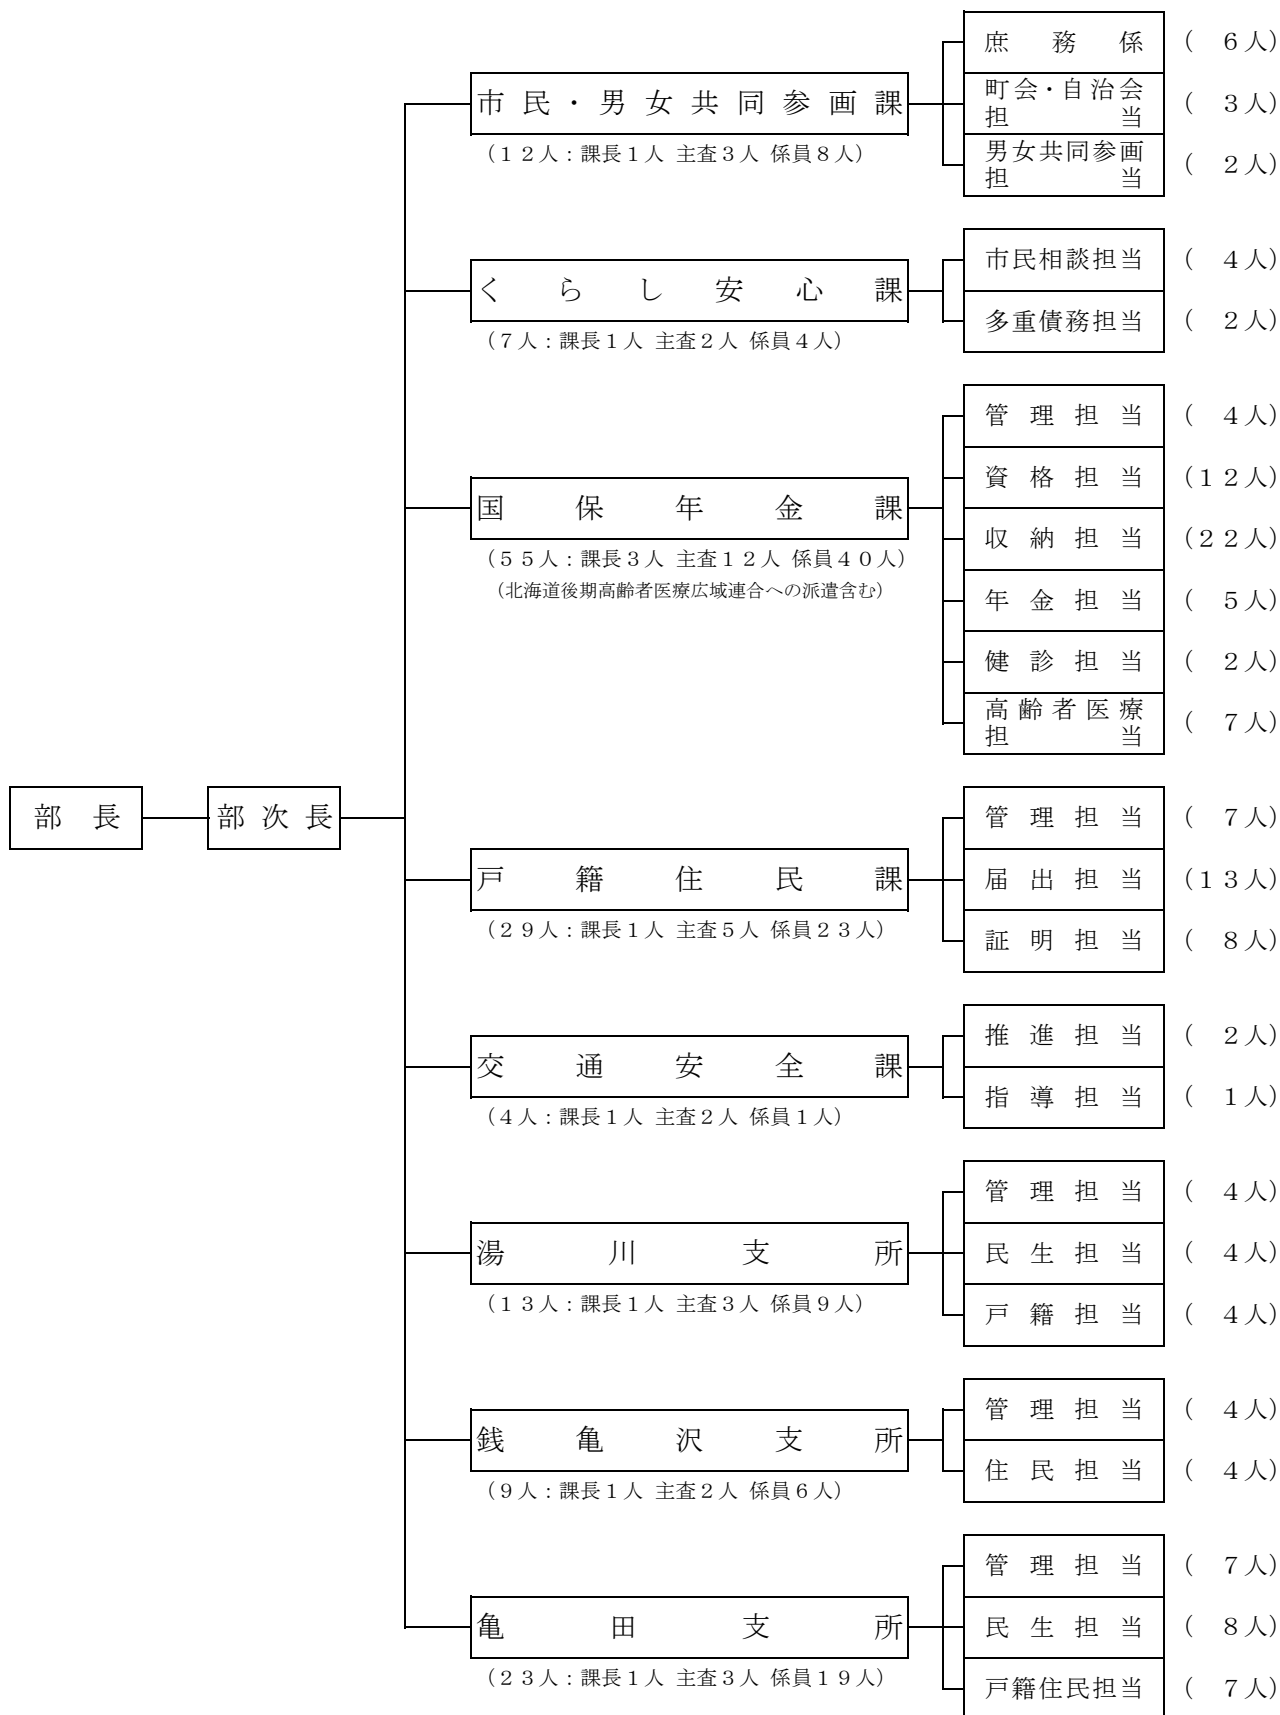 部長
部次長
市民・男女共同参画課
（１２人：課長１人 主査３人 係員８人）
庶務係
（　６人）
町会・自治会
担当
（　３人）
男女共同参画
担当
（　２人）
くらし安心課
（７人：課長１人 主査２人 係員４人）
市民相談担当
（　４人）
多重債務担当
（　２人）
国保年金課
（５５人：課長３人 主査１２人 係員４０人）
（北海道後期高齢者医療広域連合への派遣含む）
管理担当
（　４人）
資格担当
（１２人）
収納担当
（２２人）
年金担当
（　５人）
健診担当
（　２人）
高齢者医療
担当
（　７人）
戸籍住民課
（２９人：課長１人 主査５人 係員２３人）
管理担当
（　７人）
届出担当
（１３人）
証明担当
（　８人）
交通安全課
（４人：課長１人 主査２人 係員１人）
推進担当
（　２人）
指導担当
（　１人）
湯川支所
（１３人：課長１人 主査３人 係員９人）
管理担当
（　４人）
民生担当
（　４人）
戸籍担当
（　４人）
銭亀沢支所
（９人：課長１人 主査２人 係員６人）
管理担当
（　４人）
住民担当
（　４人）
亀田支所
（２３人：課長１人 主査３人 係員１９人）
管理担当
（　７人）
民生担当
（　８人）
戸籍住民担当
（　７人）